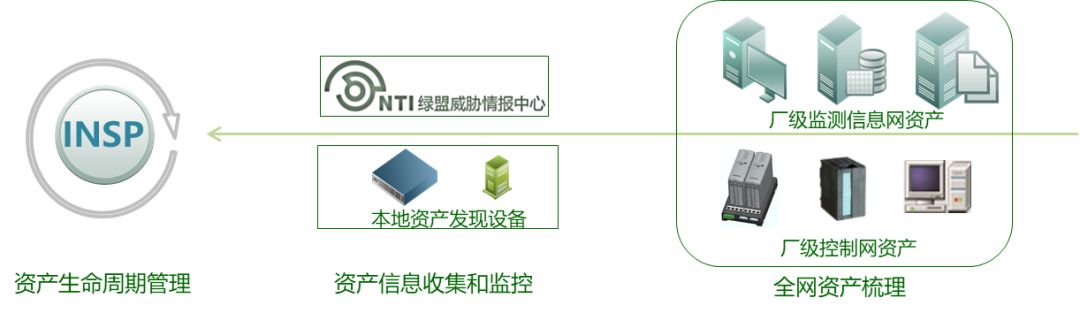 INSP
资产生命周期管理
NTI 绿盟威胁情报中心
本地资产发现设备
资产信息收集和监控
厂级监测信息网资产
厂级控制网资产
全网资产梳理